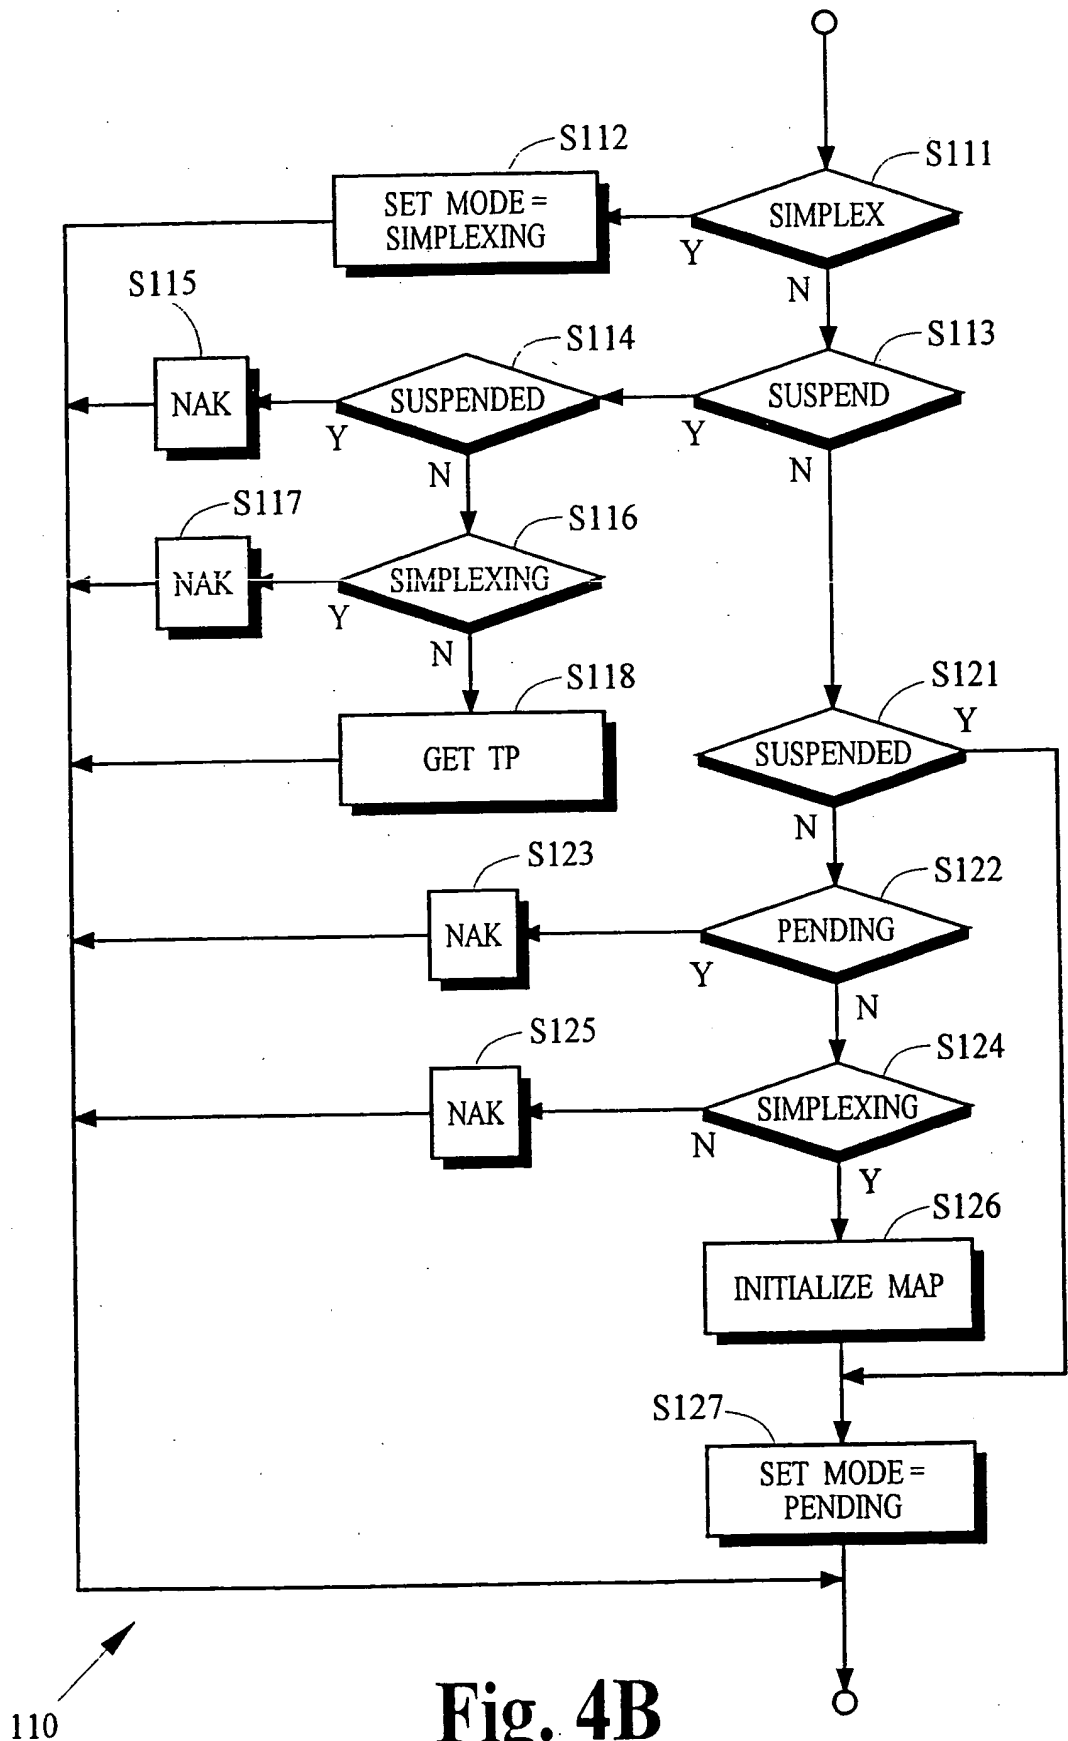 S112
S111
SET MODE =
SIMPLEXING
SIMPLEX
Y
N
S115
S114
S113
NAK
SUSPENDED
SUSPEND
Y
Y
N
N
S117
S116
NAK
SIMPLEXING
Y
N
S118
GET TP
S121
Y
SUSPENDED
N
S123
S122
NAK
PENDING
Y
N
S125
S124
NAK
SIMPLEXING
N
Y
S126
INITIALIZE MAP
S127
SET MODE =
PENDING
110
Fig. 4B